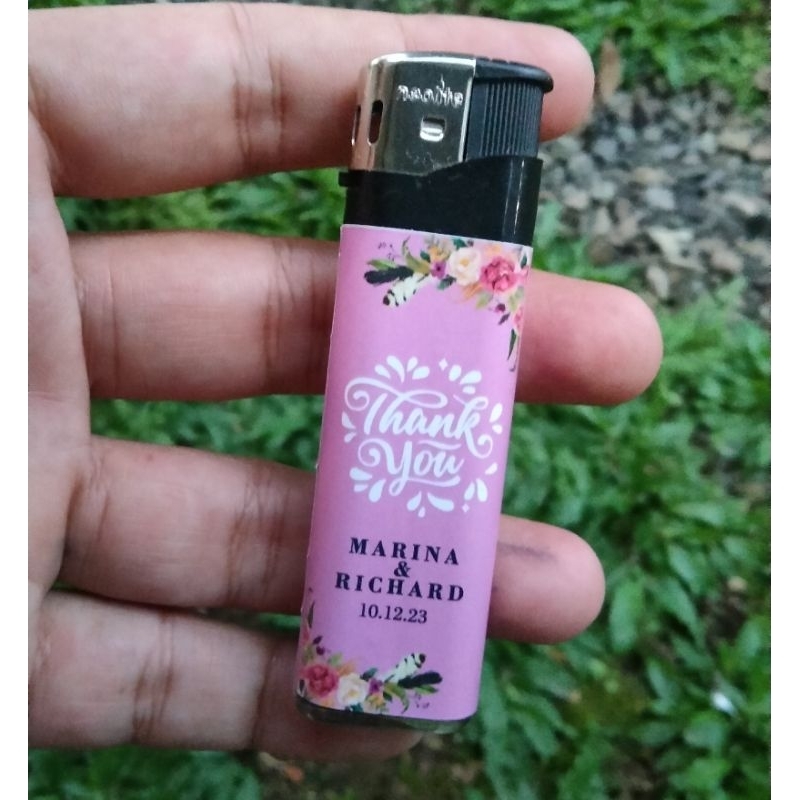 Thank
You
MARINA
&
RICHARD
10.12.23